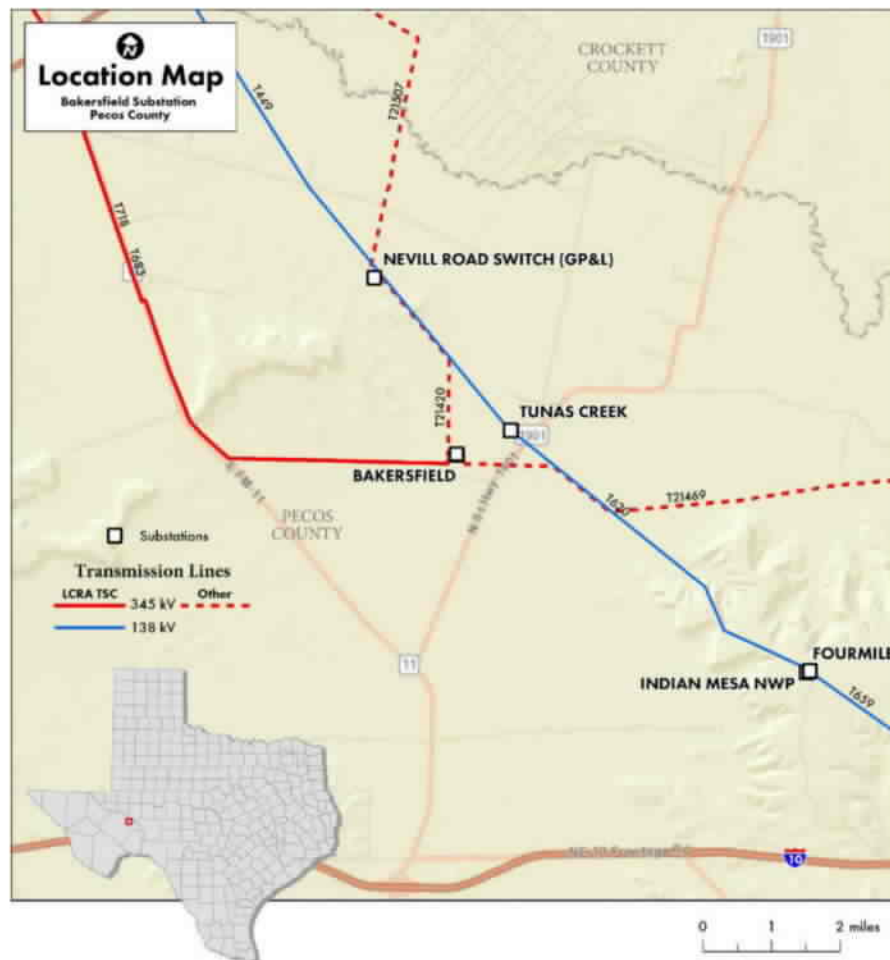 N
Location Map
Bakersfield Substation
Pecos County
1901
CROCKETT
COUNTY
T449
T21507
T718
T683
NEVILL ROAD SWITCH (GP&L)
T21420
TUNAS CREEK
1901
BAKERSFIELD
N FM-11
PECOS
COUNTY
T620
T21469
Substations
Transmission Lines
LCRA TSC
345 kV
Other
138 kV
11
FOURMILE
INDIAN MESA NWP
T659
10
0 1 2 miles